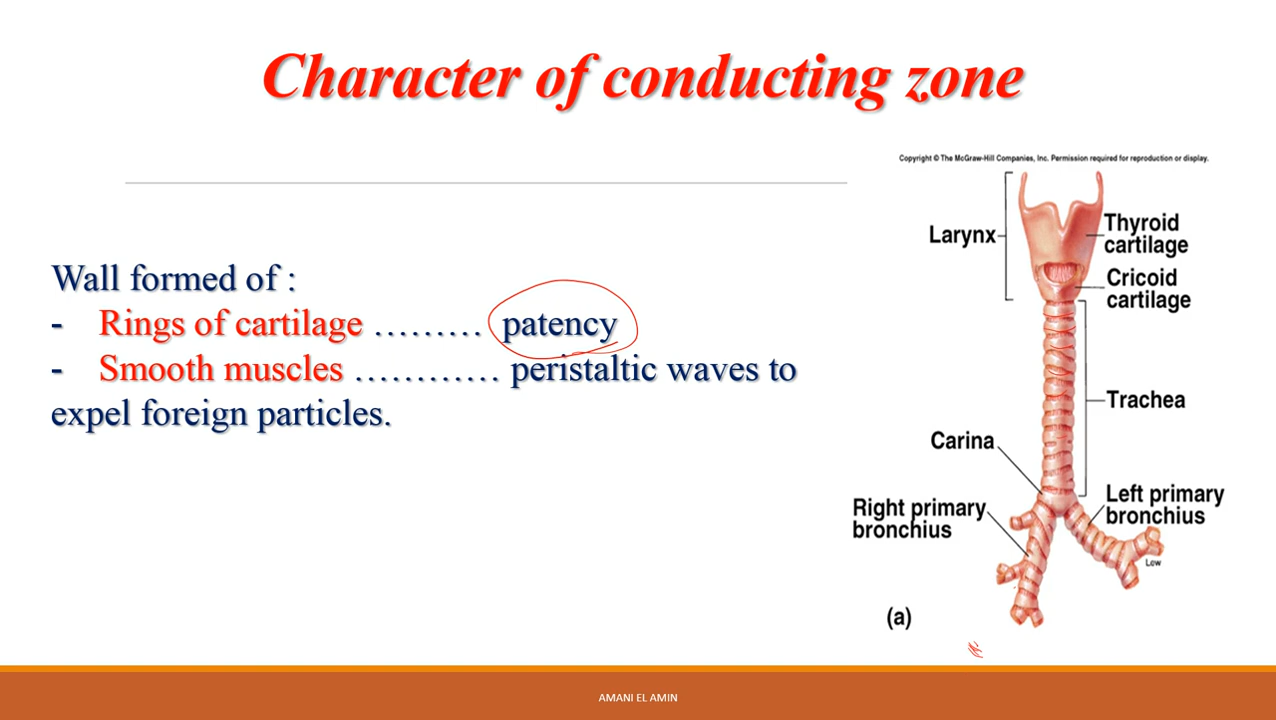 Character of conducting zone
Copyright © The McGraw-Hill Companies, Inc. Permission required for reproduction or display.
Wall formed of :
- Rings of cartilage ……… patency
- Smooth muscles ………… peristaltic waves to
expel foreign particles.
Larynx
Thyroid
cartilage
Cricoid
cartilage
Trachea
Carina
Right primary
bronchius
Left primary
bronchius
Low
(a)
AMANI EL AMIN